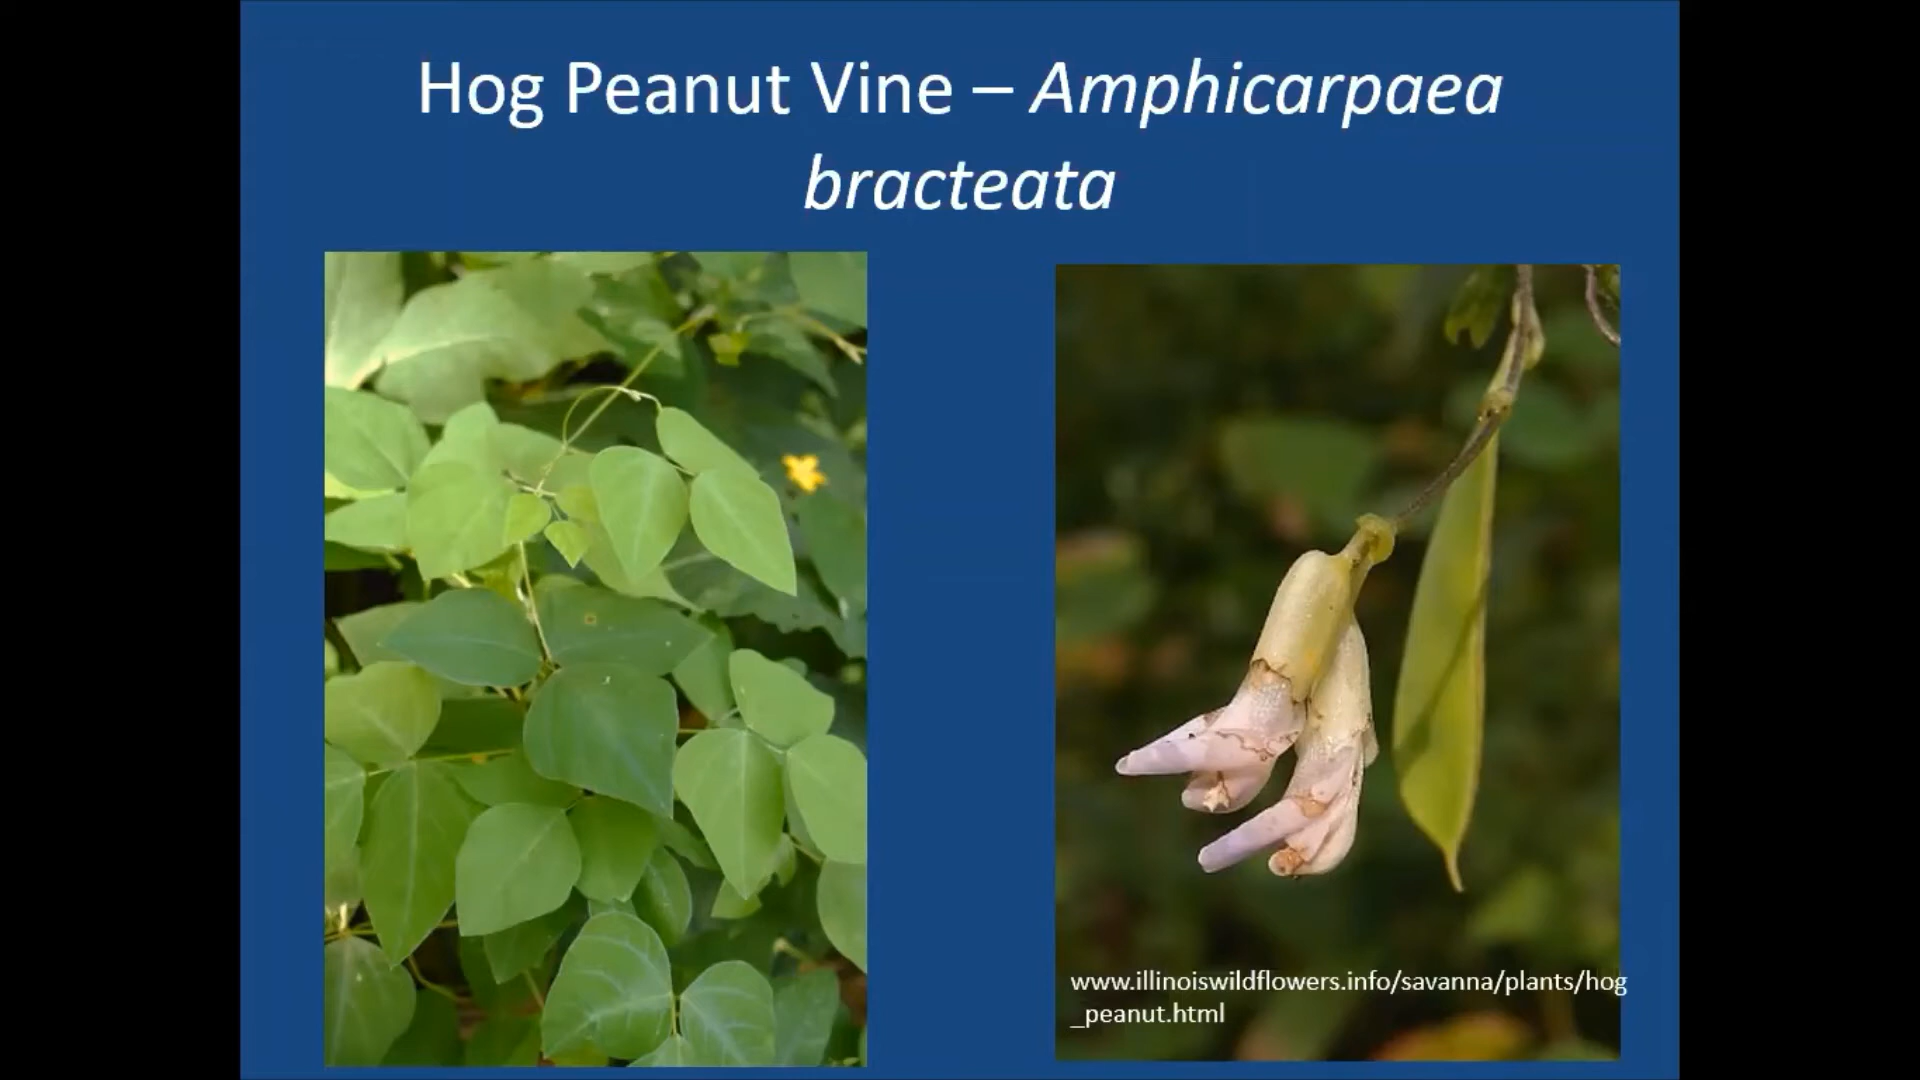 Hog Peanut Vine – Amphicarpaea
bracteata
www.illinoiswildflowers.info/savanna/plants/hog
_peanut.html